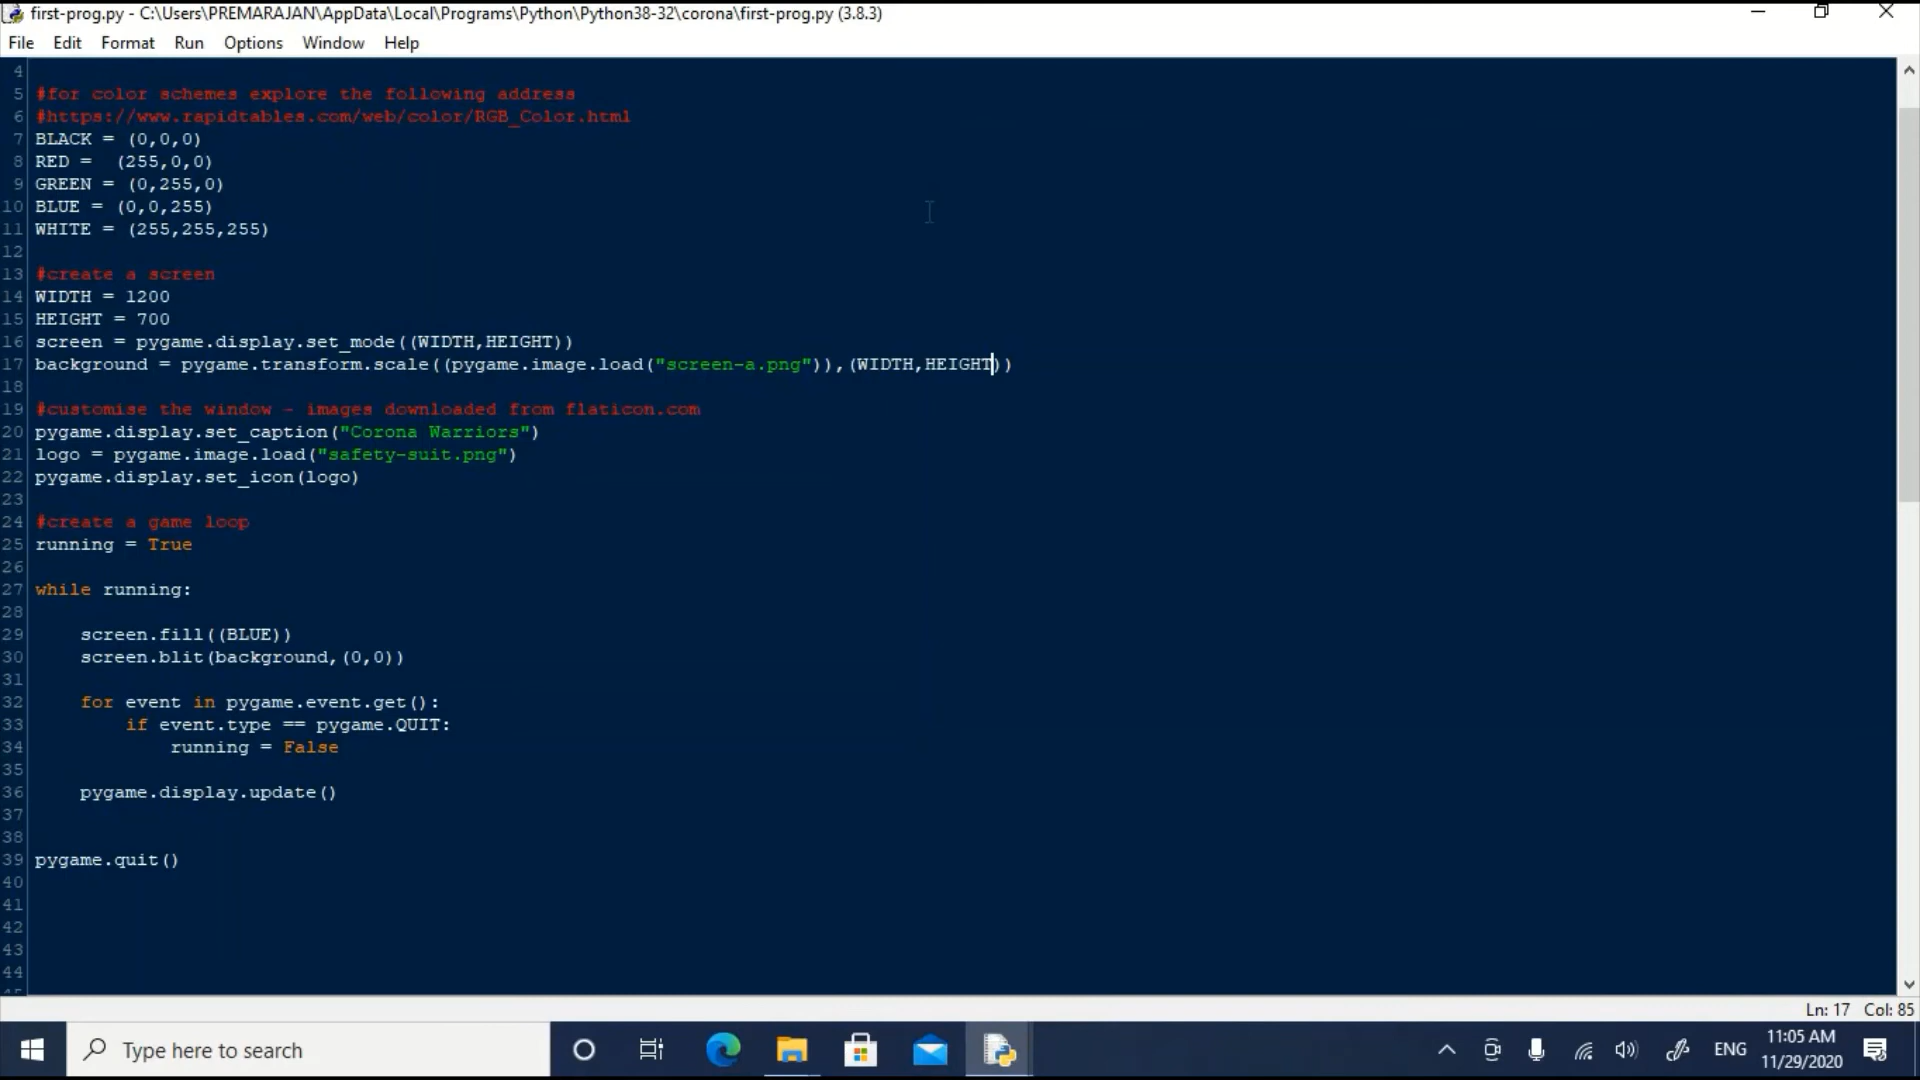 first-prog.py - C:\Users\PREMARAJAN\AppData\Local\Programs\Python\Python38-32\corona\first-prog.py (3.8.3)
File Edit Format Run Options Window Help
4
5 #for color schemes explore the following address
6 #https://www.rapidtables.com/web/color/RGB_Color.html
7 BLACK = (0,0,0)
8 RED =  (255,0,0)
9 GREEN = (0,255,0)
10 BLUE = (0,0,255)
11 WHITE = (255,255,255)
12
13 #create a screen
14 WIDTH = 1200
15 HEIGHT = 700
16 screen = pygame.display.set_mode((WIDTH,HEIGHT))
17 background = pygame.transform.scale((pygame.image.load("screen-a.png")),(WIDTH,HEIGHT))
18
19 #customise the window - images downloaded from flaticon.com
20 pygame.display.set_caption("Corona Warriors")
21 logo = pygame.image.load("safety-suit.png")
22 pygame.display.set_icon(logo)
23
24 #create a game loop
25 running = True
26
27 while running:
28
29     screen.fill((BLUE))
30     screen.blit(background,(0,0))
31
32     for event in pygame.event.get():
33         if event.type == pygame.QUIT:
34             running = False
35
36     pygame.display.update()
37
38
39 pygame.quit()
40
41
42
43
44
Ln: 17 Col: 85
Type here to search
ENG
11:05 AM
11/29/2020